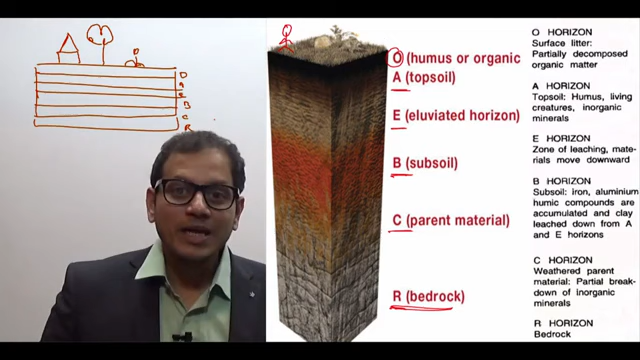 O
A
E
B
C
R
O (humus or organic
A (topsoil)
E (eluviated horizon)
B (subsoil)
C (parent material)
R (bedrock)
O HORIZON
Surface litter:
Partially decomposed
organic matter
A HORIZON
Topsoil: Humus, living
creatures, inorganic
minerals
E HORIZON
Zone of leaching, mate-
rials move downward
B HORIZON
Subsoil: iron, aluminium
humic compounds are
accumulated and clay
leached down from A
and E horizons
C HORIZON
Weathered parent
material: Partial break-
down of inorganic
minerals
R HORIZON
Bedrock